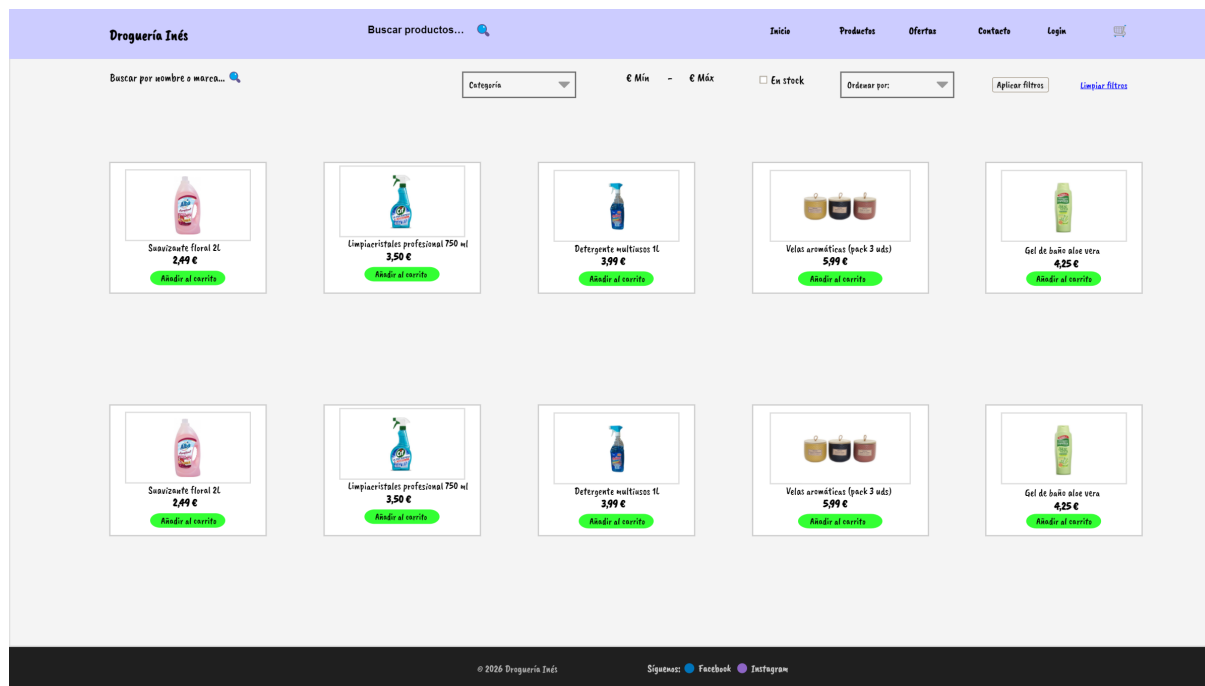 Droguería Inés
Buscar productos...
Inicio Productos Ofertas Contacto Login
Buscar por nombre o marca...
Categoría
€ Mín - € Máx
En stock
Ordenar por:
Aplicar filtros
Limpiar filtros
Suavizante floral 2L
2,49 €
Añadir al carrito
Limpiacristales profesional 750 ml
3,50 €
Añadir al carrito
Detergente multiusos 1L
3,99 €
Añadir al carrito
Velas aromáticas (pack 3 uds)
5,99 €
Añadir al carrito
Gel de baño aloe vera
4,25 €
Añadir al carrito
Suavizante floral 2L
2,49 €
Añadir al carrito
Limpiacristales profesional 750 ml
3,50 €
Añadir al carrito
Detergente multiusos 1L
3,99 €
Añadir al carrito
Velas aromáticas (pack 3 uds)
5,99 €
Añadir al carrito
Gel de baño aloe vera
4,25 €
Añadir al carrito
© 2026 Droguería Inés
Síguenos: Facebook Instagram